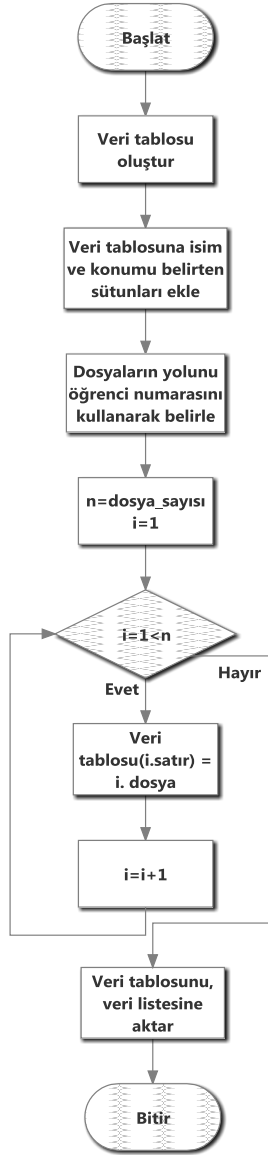 Başlat
Veri tablosu
oluştur
Veri tablosuna isim
ve konumu belirten
sütunları ekle
Dosyaların yolunu
öğrenci numarasını
kullanarak belirle
n=dosya_sayısı
i=1
i=1<n
Hayır
Evet
Veri
tablosu(i.satır) =
i. dosya
i=i+1
Veri tablosunu,
veri listesine
aktar
Bitir